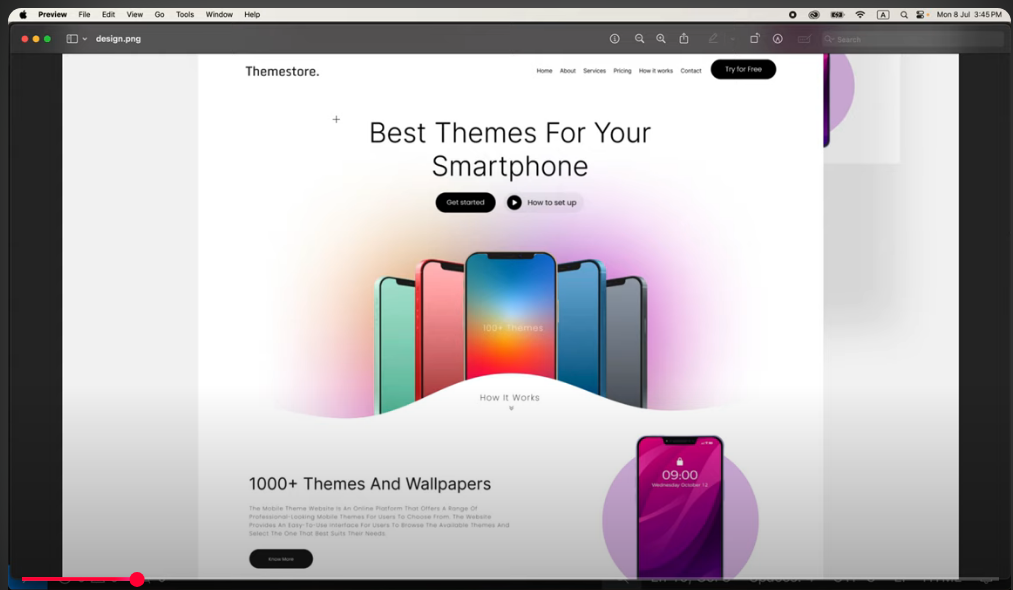 Preview File Edit View Go Tools Window Help
A Mon 8 Jul 3:45 PM
design.png
Search
Themestore.
Home About Services Pricing How it works Contact Try for Free
Best Themes For Your
Smartphone
Get started How to set up
100+ Themes
How It Works
1000+ Themes And Wallpapers
The Mobile Theme Website Is An Online Platform That Offers A Range Of
Professional-Looking Mobile Themes For Users To Choose From. The Website
Provides An Easy-To-Use Interface For Users To Browse The Available Themes And
Select The One That Best Suits Their Needs.
Know More
09:00
Wednesday October 12